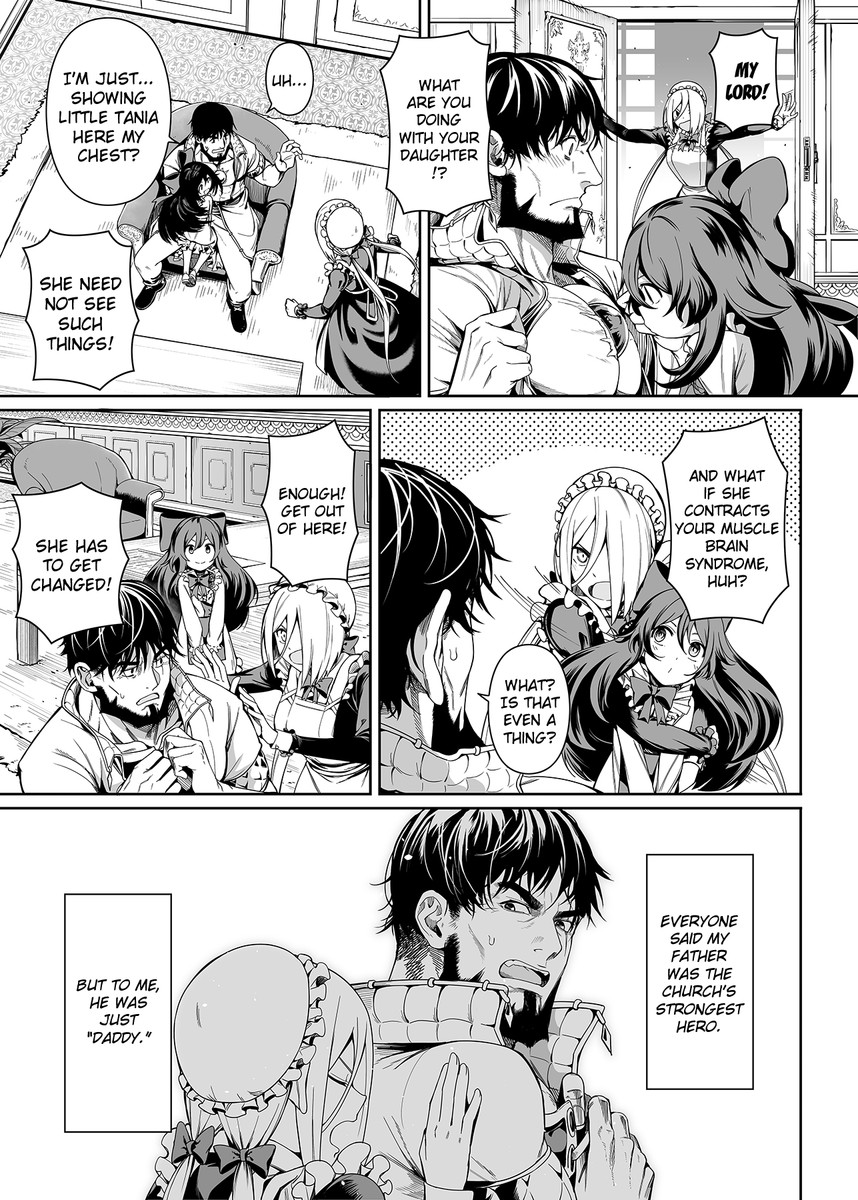 MY
LORD!
WHAT
ARE YOU
DOING
WITH YOUR
DAUGHTER
!?
UH...
I'M JUST...
SHOWING
LITTLE TANIA
HERE MY
CHEST?
SHE NEED
NOT SEE
SUCH
THINGS!
AND WHAT
IF SHE
CONTRACTS
YOUR MUSCLE
BRAIN
SYNDROME,
HUH?
WHAT?
IS THAT
EVEN A
THING?
ENOUGH!
GET OUT
OF HERE!
SHE HAS
TO GET
CHANGED!
EVERYONE
SAID MY
FATHER
WAS THE
CHURCH'S
STRONGEST
HERO.
BUT TO ME,
HE WAS
JUST
"DADDY."